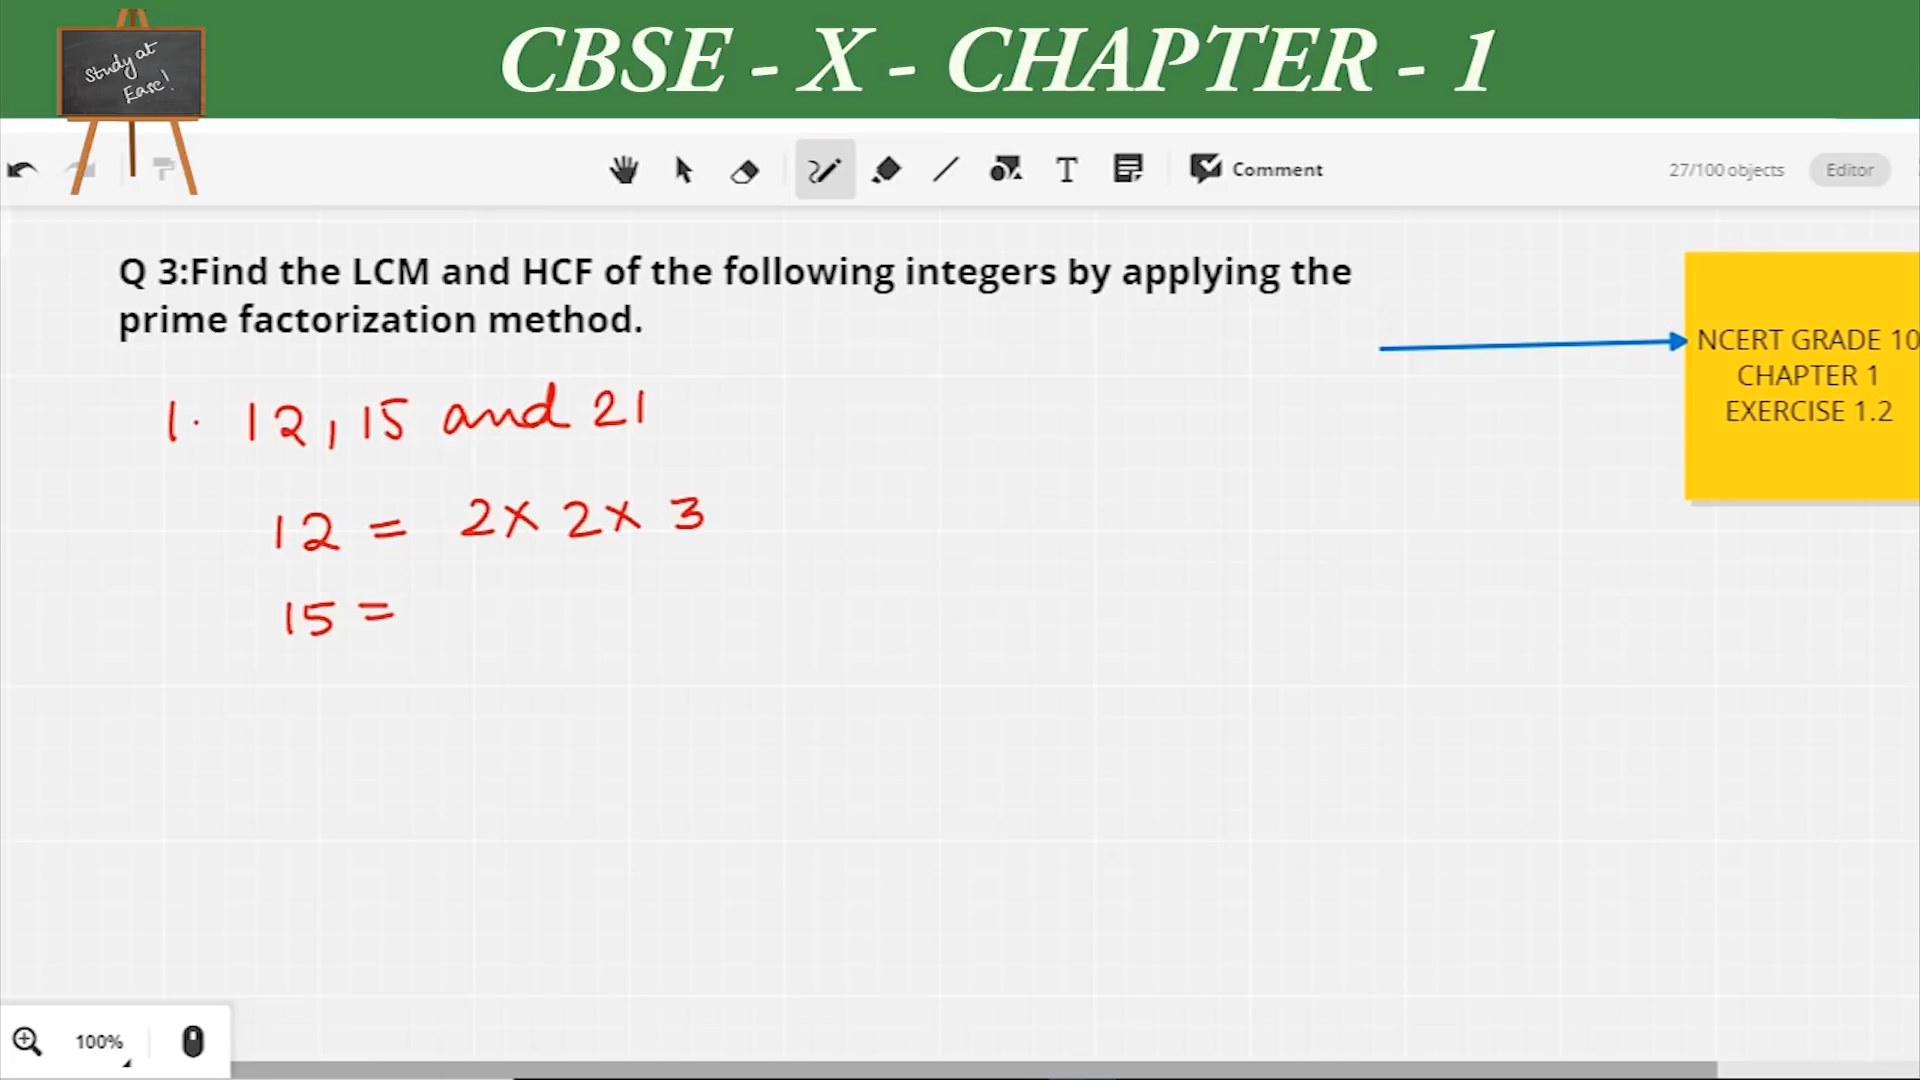 Study at
Ease!
CBSE - X - CHAPTER - 1
T
Comment
27/100 objects
Editor
Q 3:Find the LCM and HCF of the following integers by applying the
prime factorization method.
NCERT GRADE 10
CHAPTER 1
EXERCISE 1.2
1. 12, 15 and 21
12 = 2 x 2 x 3
15 =
100%